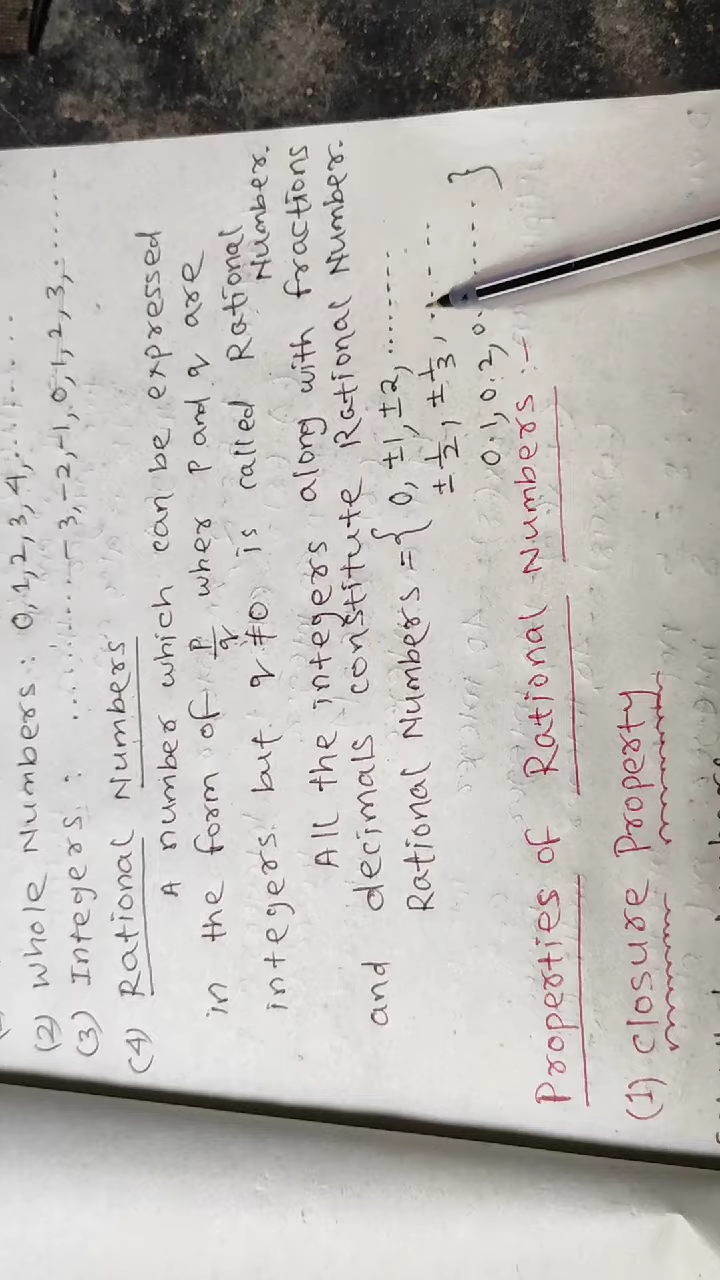 (2) Whole Numbers : 0,1,2,3,4,........
(3) Integers : ........-3,-2,-1,0,1,2,3,......
(4) Rational Numbers
A number which can be expressed
in the form of p/q wher p and q are
integers but q ≠ 0 is called Rational Number.
All the integers along with fractions
and decimals constitute Rational Number.
Rational Numbers = { 0, ±1, ±2, ........
± 1/2, ± 1/3, ......
0.1, 0.2, 0. ..... }
Properties of Rational Numbers :-
(1) closure Property